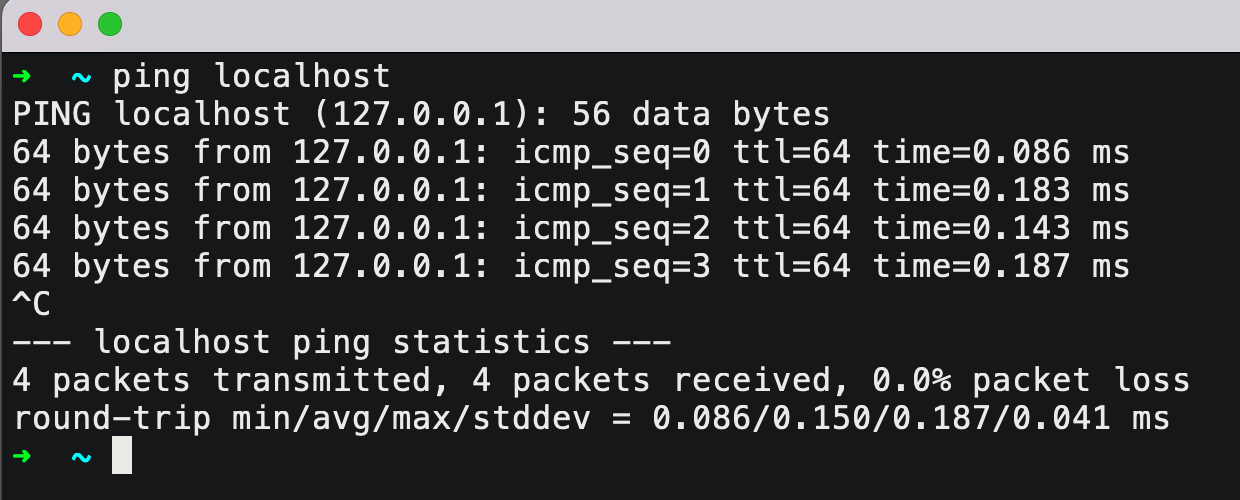 ➜  ~ ping localhost
PING localhost (127.0.0.1): 56 data bytes
64 bytes from 127.0.0.1: icmp_seq=0 ttl=64 time=0.086 ms
64 bytes from 127.0.0.1: icmp_seq=1 ttl=64 time=0.183 ms
64 bytes from 127.0.0.1: icmp_seq=2 ttl=64 time=0.143 ms
64 bytes from 127.0.0.1: icmp_seq=3 ttl=64 time=0.187 ms
^C
--- localhost ping statistics ---
4 packets transmitted, 4 packets received, 0.0% packet loss
round-trip min/avg/max/stddev = 0.086/0.150/0.187/0.041 ms
➜  ~